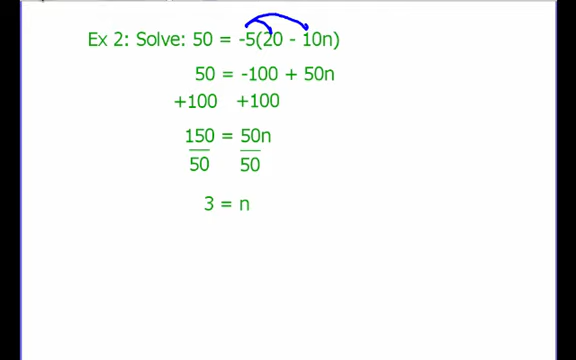 Ex 2: Solve: 50 = -5(20 - 10n)
50 = -100 + 50n
+100 +100
150 = 50n
50 50
3 = n